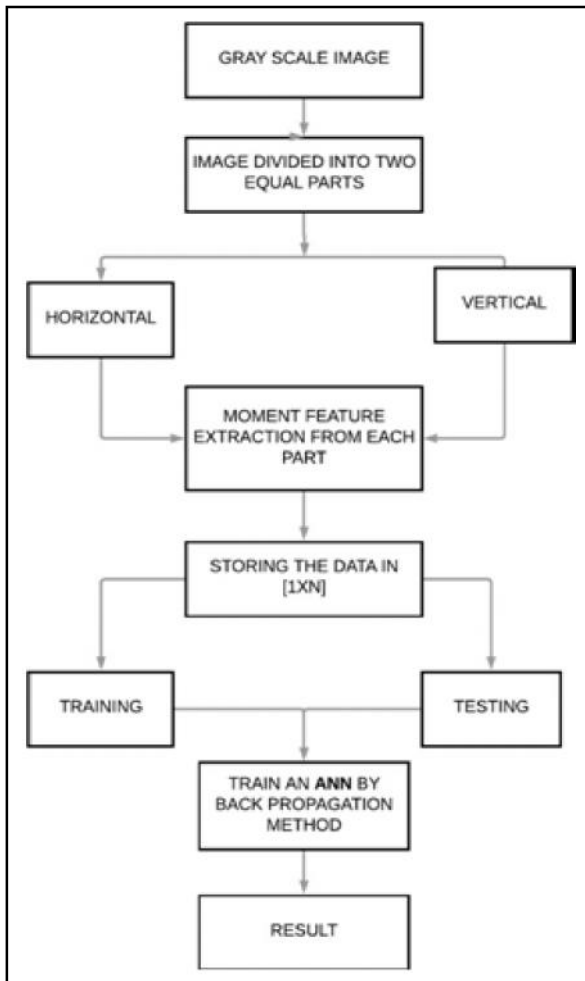 GRAY SCALE IMAGE
IMAGE DIVIDED INTO TWO
EQUAL PARTS
HORIZONTAL
VERTICAL
MOMENT FEATURE
EXTRACTION FROM EACH
PART
STORING THE DATA IN
[1XN]
TRAINING
TESTING
TRAIN AN ANN BY
BACK PROPAGATION
METHOD
RESULT